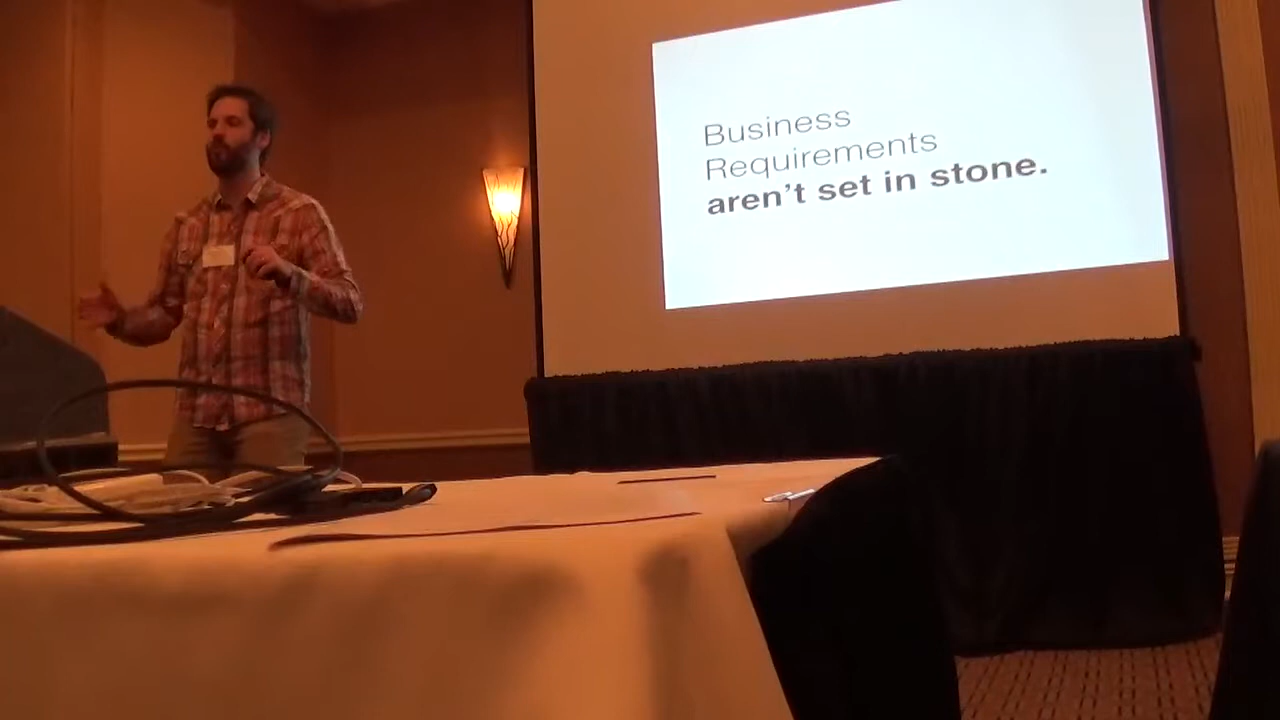 Business
Requirements
aren't set in stone.